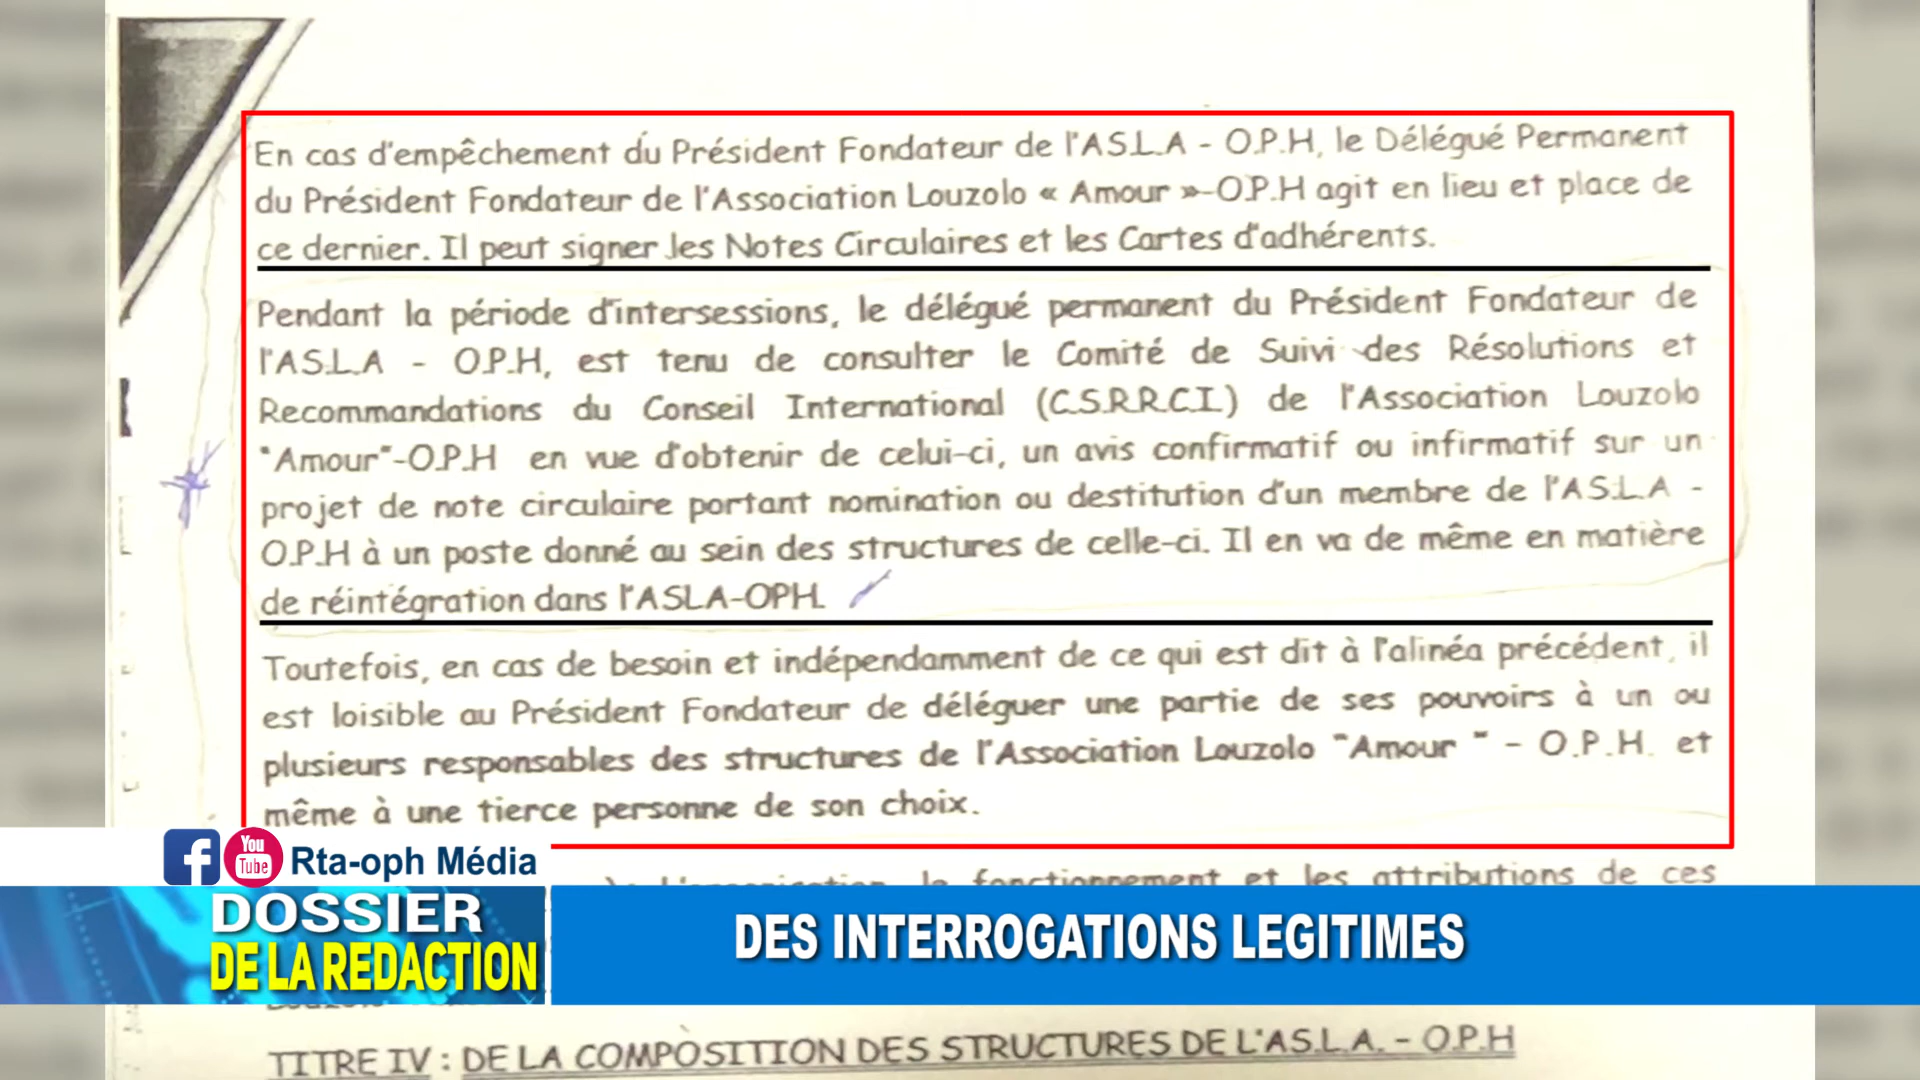 En cas d'empêchement du Président Fondateur de l'A.S.L.A - O.P.H, le Délégué Permanent
du Président Fondateur de l'Association Louzolo « Amour »-O.P.H agit en lieu et place de
ce dernier. Il peut signer les Notes Circulaires et les Cartes d'adhérents.
Pendant la période d'intersessions, le délégué permanent du Président Fondateur de
l'A.S.L.A - O.P.H, est tenu de consulter le Comité de Suivi des Résolutions et
Recommandations du Conseil International (C.S.R.R.C.I.) de l'Association Louzolo
"Amour"-O.P.H en vue d'obtenir de celui-ci, un avis confirmatif ou infirmatif sur un
projet de note circulaire portant nomination ou destitution d'un membre de l'A.S.L.A -
O.P.H à un poste donné au sein des structures de celle-ci. Il en va de même en matière
de réintégration dans l'ASLA-OPH.
Toutefois, en cas de besoin et indépendamment de ce qui est dit à l'alinéa précédent, il
est loisible au Président Fondateur de déléguer une partie de ses pouvoirs à un ou
plusieurs responsables des structures de l'Association Louzolo "Amour " - O.P.H. et
même à une tierce personne de son choix.
le fonctionnement et les attributions de ces
You Tube Rta-oph Média
DOSSIER
DE LA REDACTION
DES INTERROGATIONS LEGITIMES
TITRE IV : DE LA COMPOSITION DES STRUCTURES DE L'A.S.L.A. - O.P.H